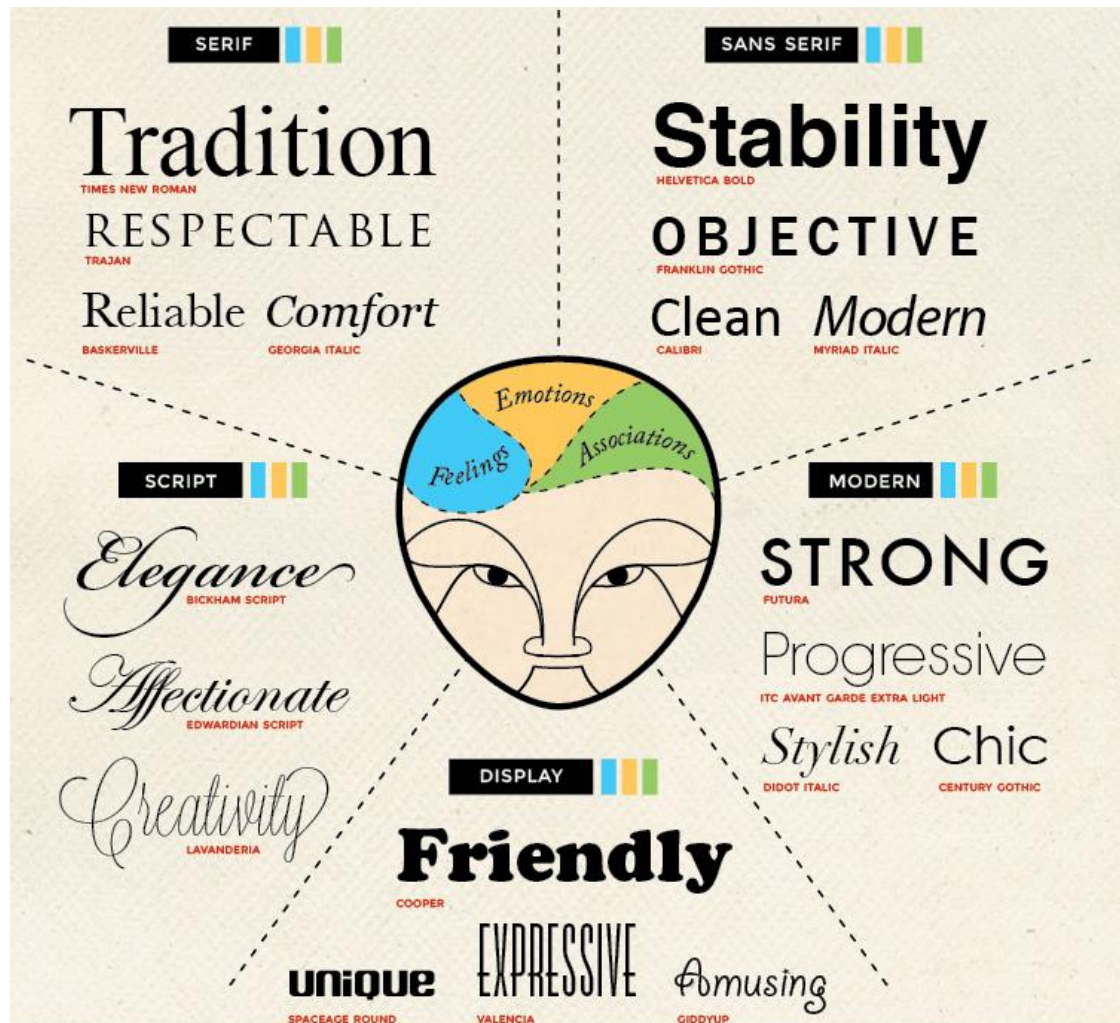 SERIF
Tradition
TIMES NEW ROMAN
RESPECTABLE
TRAJAN
Reliable Comfort
BASKERVILLE GEORGIA ITALIC
SANS SERIF
Stability
HELVETICA BOLD
OBJECTIVE
FRANKLIN GOTHIC
Clean Modern
CALIBRI MYRIAD ITALIC
Emotions
Feelings
Associations
SCRIPT
Elegance
BICKHAM SCRIPT
Affectionate
EDWARDIAN SCRIPT
Creativity
LAVANDERIA
MODERN
STRONG
FUTURA
Progressive
ITC AVANT GARDE EXTRA LIGHT
Stylish Chic
DIDOT ITALIC CENTURY GOTHIC
DISPLAY
Friendly
COOPER
unique EXPRESSIVE Amusing
SPACEAGE ROUND VALENCIA GIDDYUP